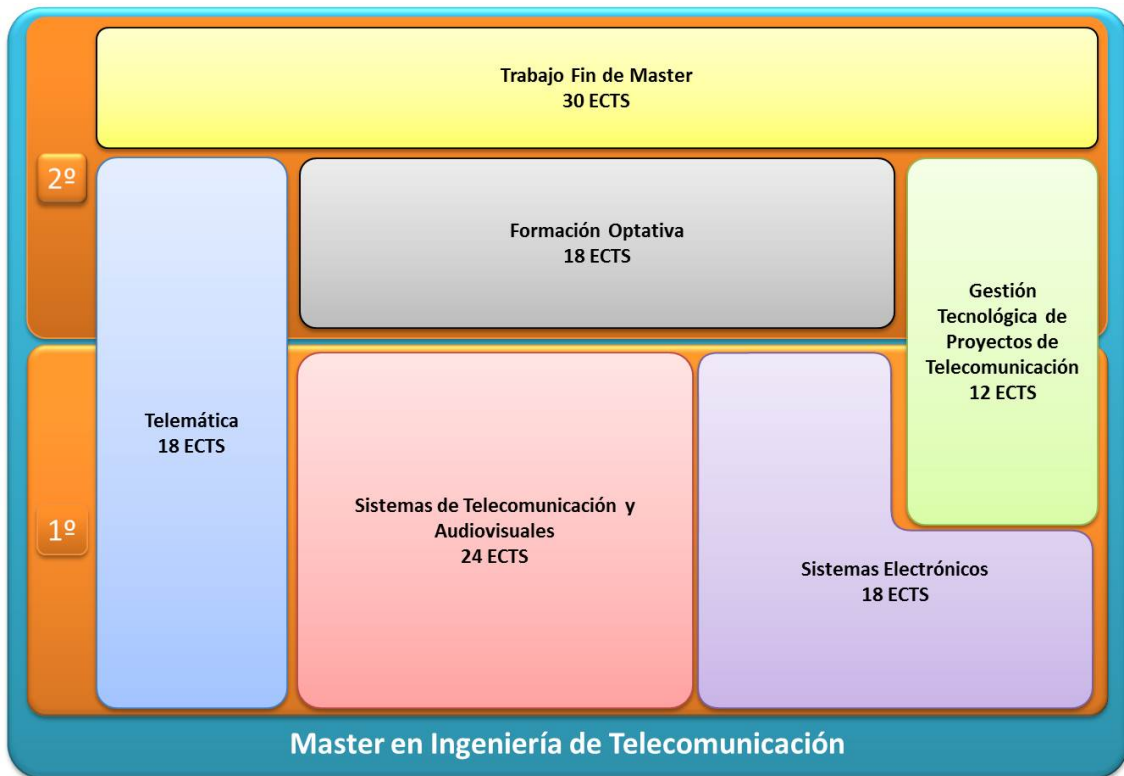 Trabajo Fin de Master
30 ECTS
2º
Formación Optativa
18 ECTS
Gestión
Tecnológica de
Proyectos de
Telecomunicación
12 ECTS
Telemática
18 ECTS
1º
Sistemas de Telecomunicación y
Audiovisuales
24 ECTS
Sistemas Electrónicos
18 ECTS
Master en Ingeniería de Telecomunicación